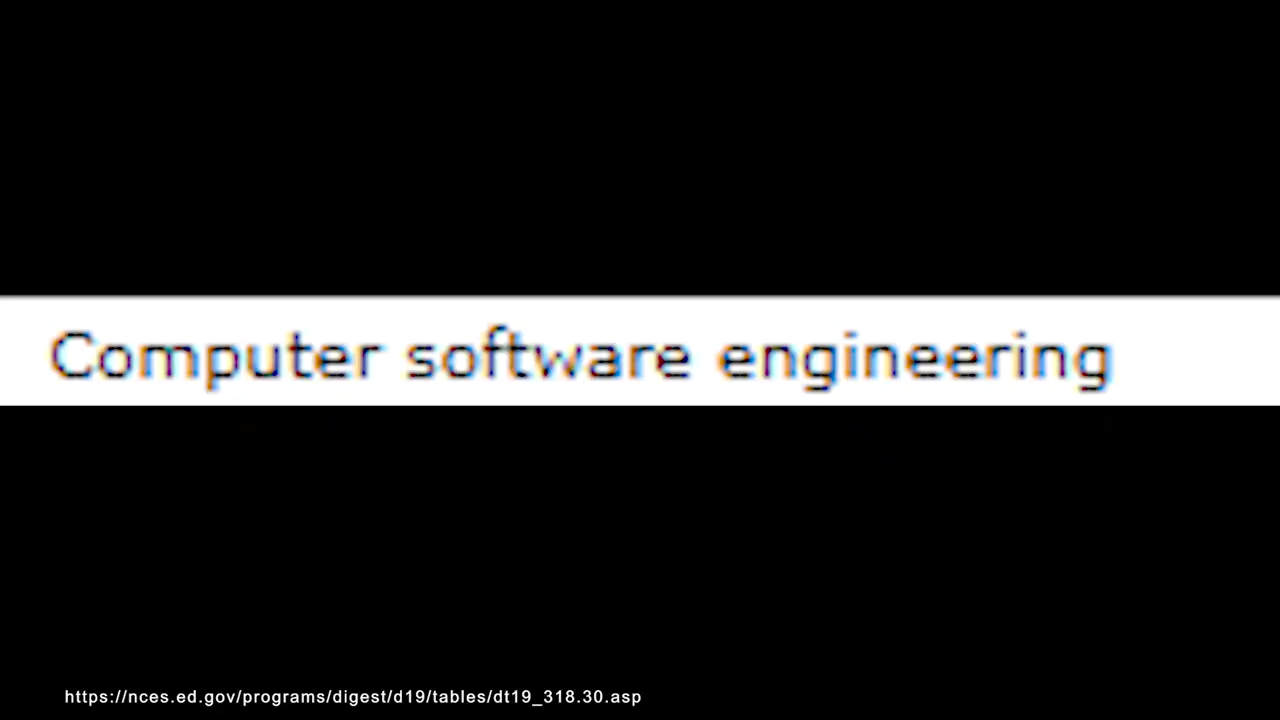 Computer software engineering
https://nces.ed.gov/programs/digest/d19/tables/dt19_318.30.asp